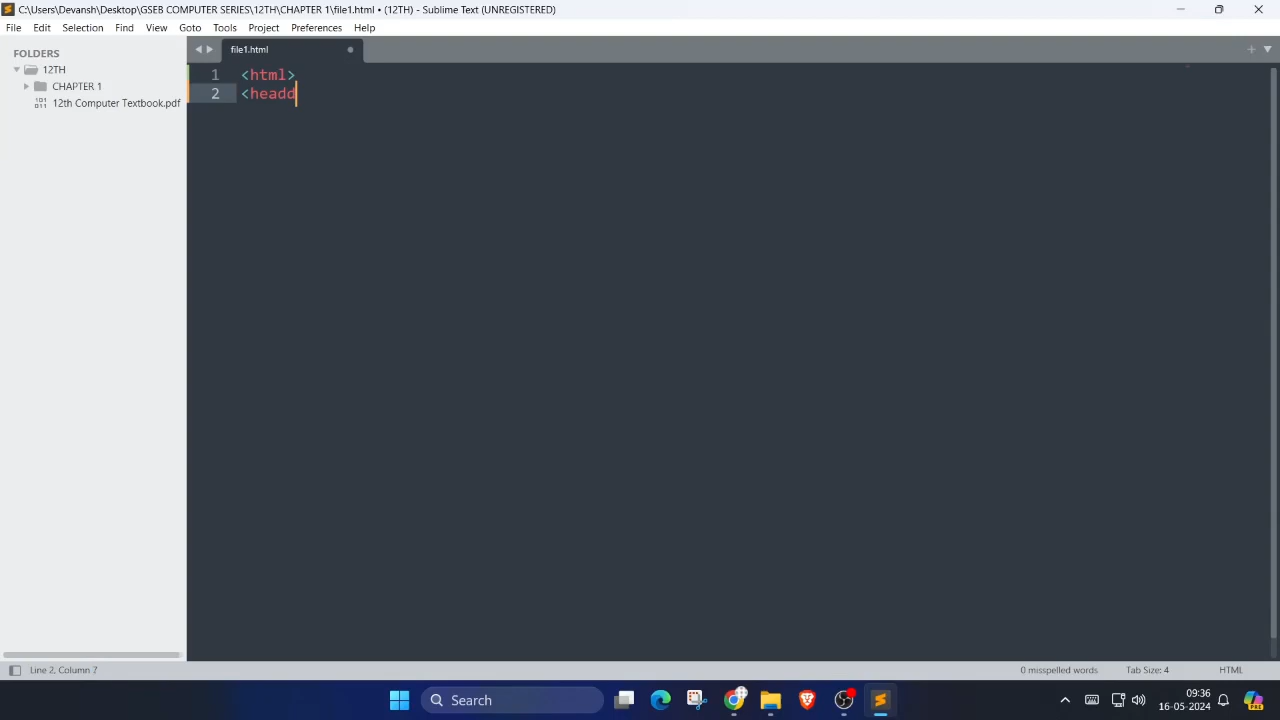 C:\Users\Devansh\Desktop\GSEB COMPUTER SERIES\12TH\CHAPTER 1\file1.html • (12TH) - Sublime Text (UNREGISTERED)
File Edit Selection Find View Goto Tools Project Preferences Help
FOLDERS
12TH
CHAPTER 1
12th Computer Textbook.pdf
file1.html
1 <html>
2 <headd
Line 2, Column 7
0 misspelled words
Tab Size: 4
HTML
Search
09:36
16-05-2024